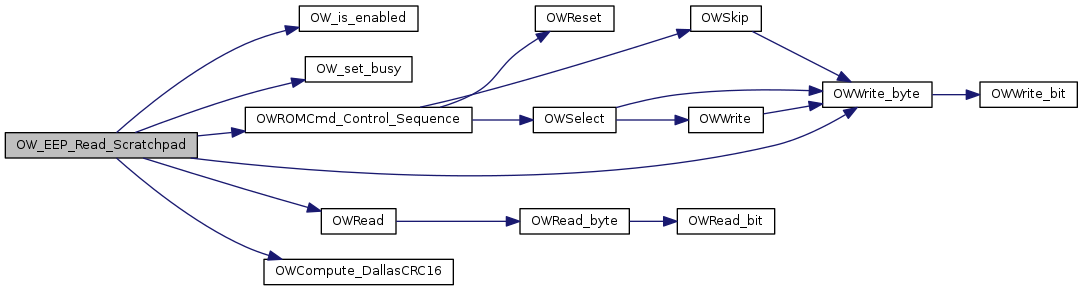 OW_is_enabled
OWReset
OWSkip
OW_set_busy
OWWrite_byte
OWWrite_bit
OWROMCmd_Control_Sequence
OWSelect
OWWrite
OW_EEP_Read_Scratchpad
OWRead
OWRead_byte
OWRead_bit
OWCompute_DallasCRC16